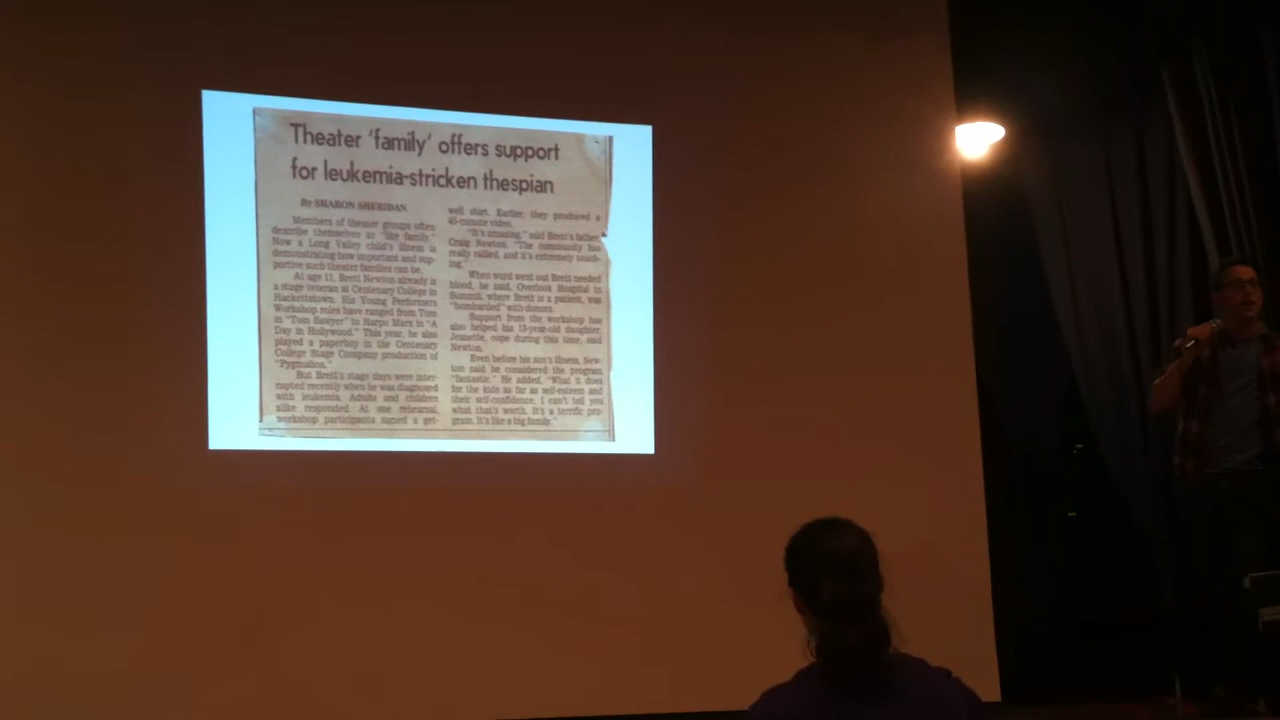 Theater 'family' offers support
for leukemia-stricken thespian
By SHARON SHERIDAN
Members of theater groups often
describe themselves as "like family."
Now a Long Valley child's illness is
demonstrating how important and sup-
portive such theater families can be.
At age 11, Brett Newton already is
a stage veteran at Centenary College in
Hackettstown. His Young Performers
Workshop roles have ranged from Tom
in "Tom Sawyer" to Harpo Marx in "A
Day in Hollywood." This year, he also
played a paperboy in the Centenary
College Stage Company production of
"Pygmalion."
But Brett's stage days were inter-
rupted recently when he was diagnosed
with leukemia. Adults and children
alike responded. At one rehearsal,
workshop participants signed a get-
well shirt. Earlier, they produced a
45-minute video.
"It's amazing," said Brett's father,
Craig Newton. "The community has
really rallied, and it's extremely touch-
ing."
When word went out Brett needed
blood, he said, Overlook Hospital in
Summit, where Brett is a patient, was
"bombarded" with donors.
Support from the workshop has
also helped his 13-year-old daughter,
Jeanette, cope during this time, said
Newton.
Even before his son's illness, New-
ton said he considered the program
"fantastic." He added, "What it does
for the kids as far as self-esteem and
their self-confidence, I can't tell you
what that's worth. It's a terrific pro-
gram. It's like a big family."